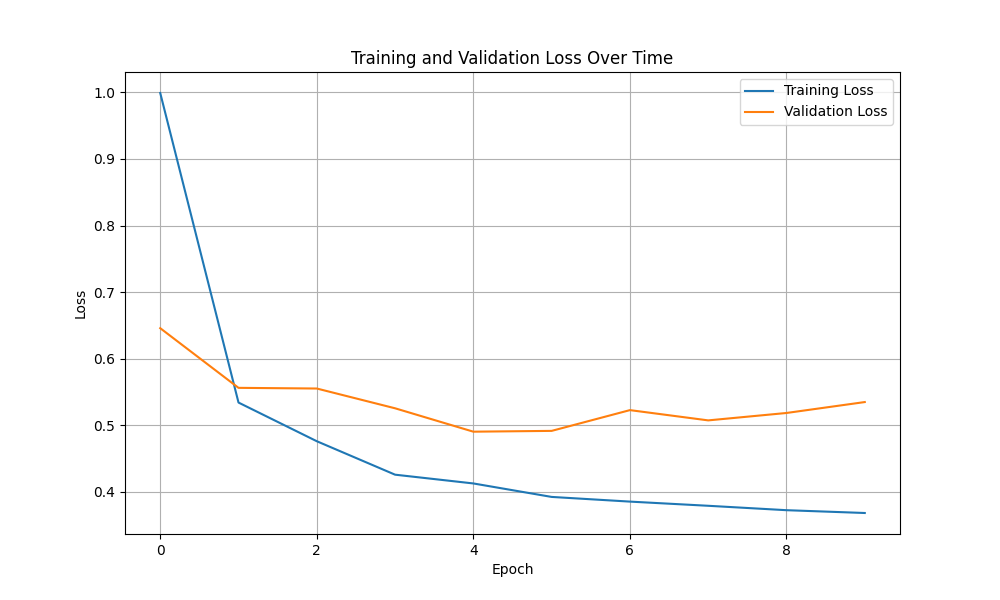 Training and Validation Loss Over Time
Training Loss
Validation Loss
1.0
0.9
0.8
0.7
0.6
0.5
0.4
Loss
0
2
4
6
8
Epoch